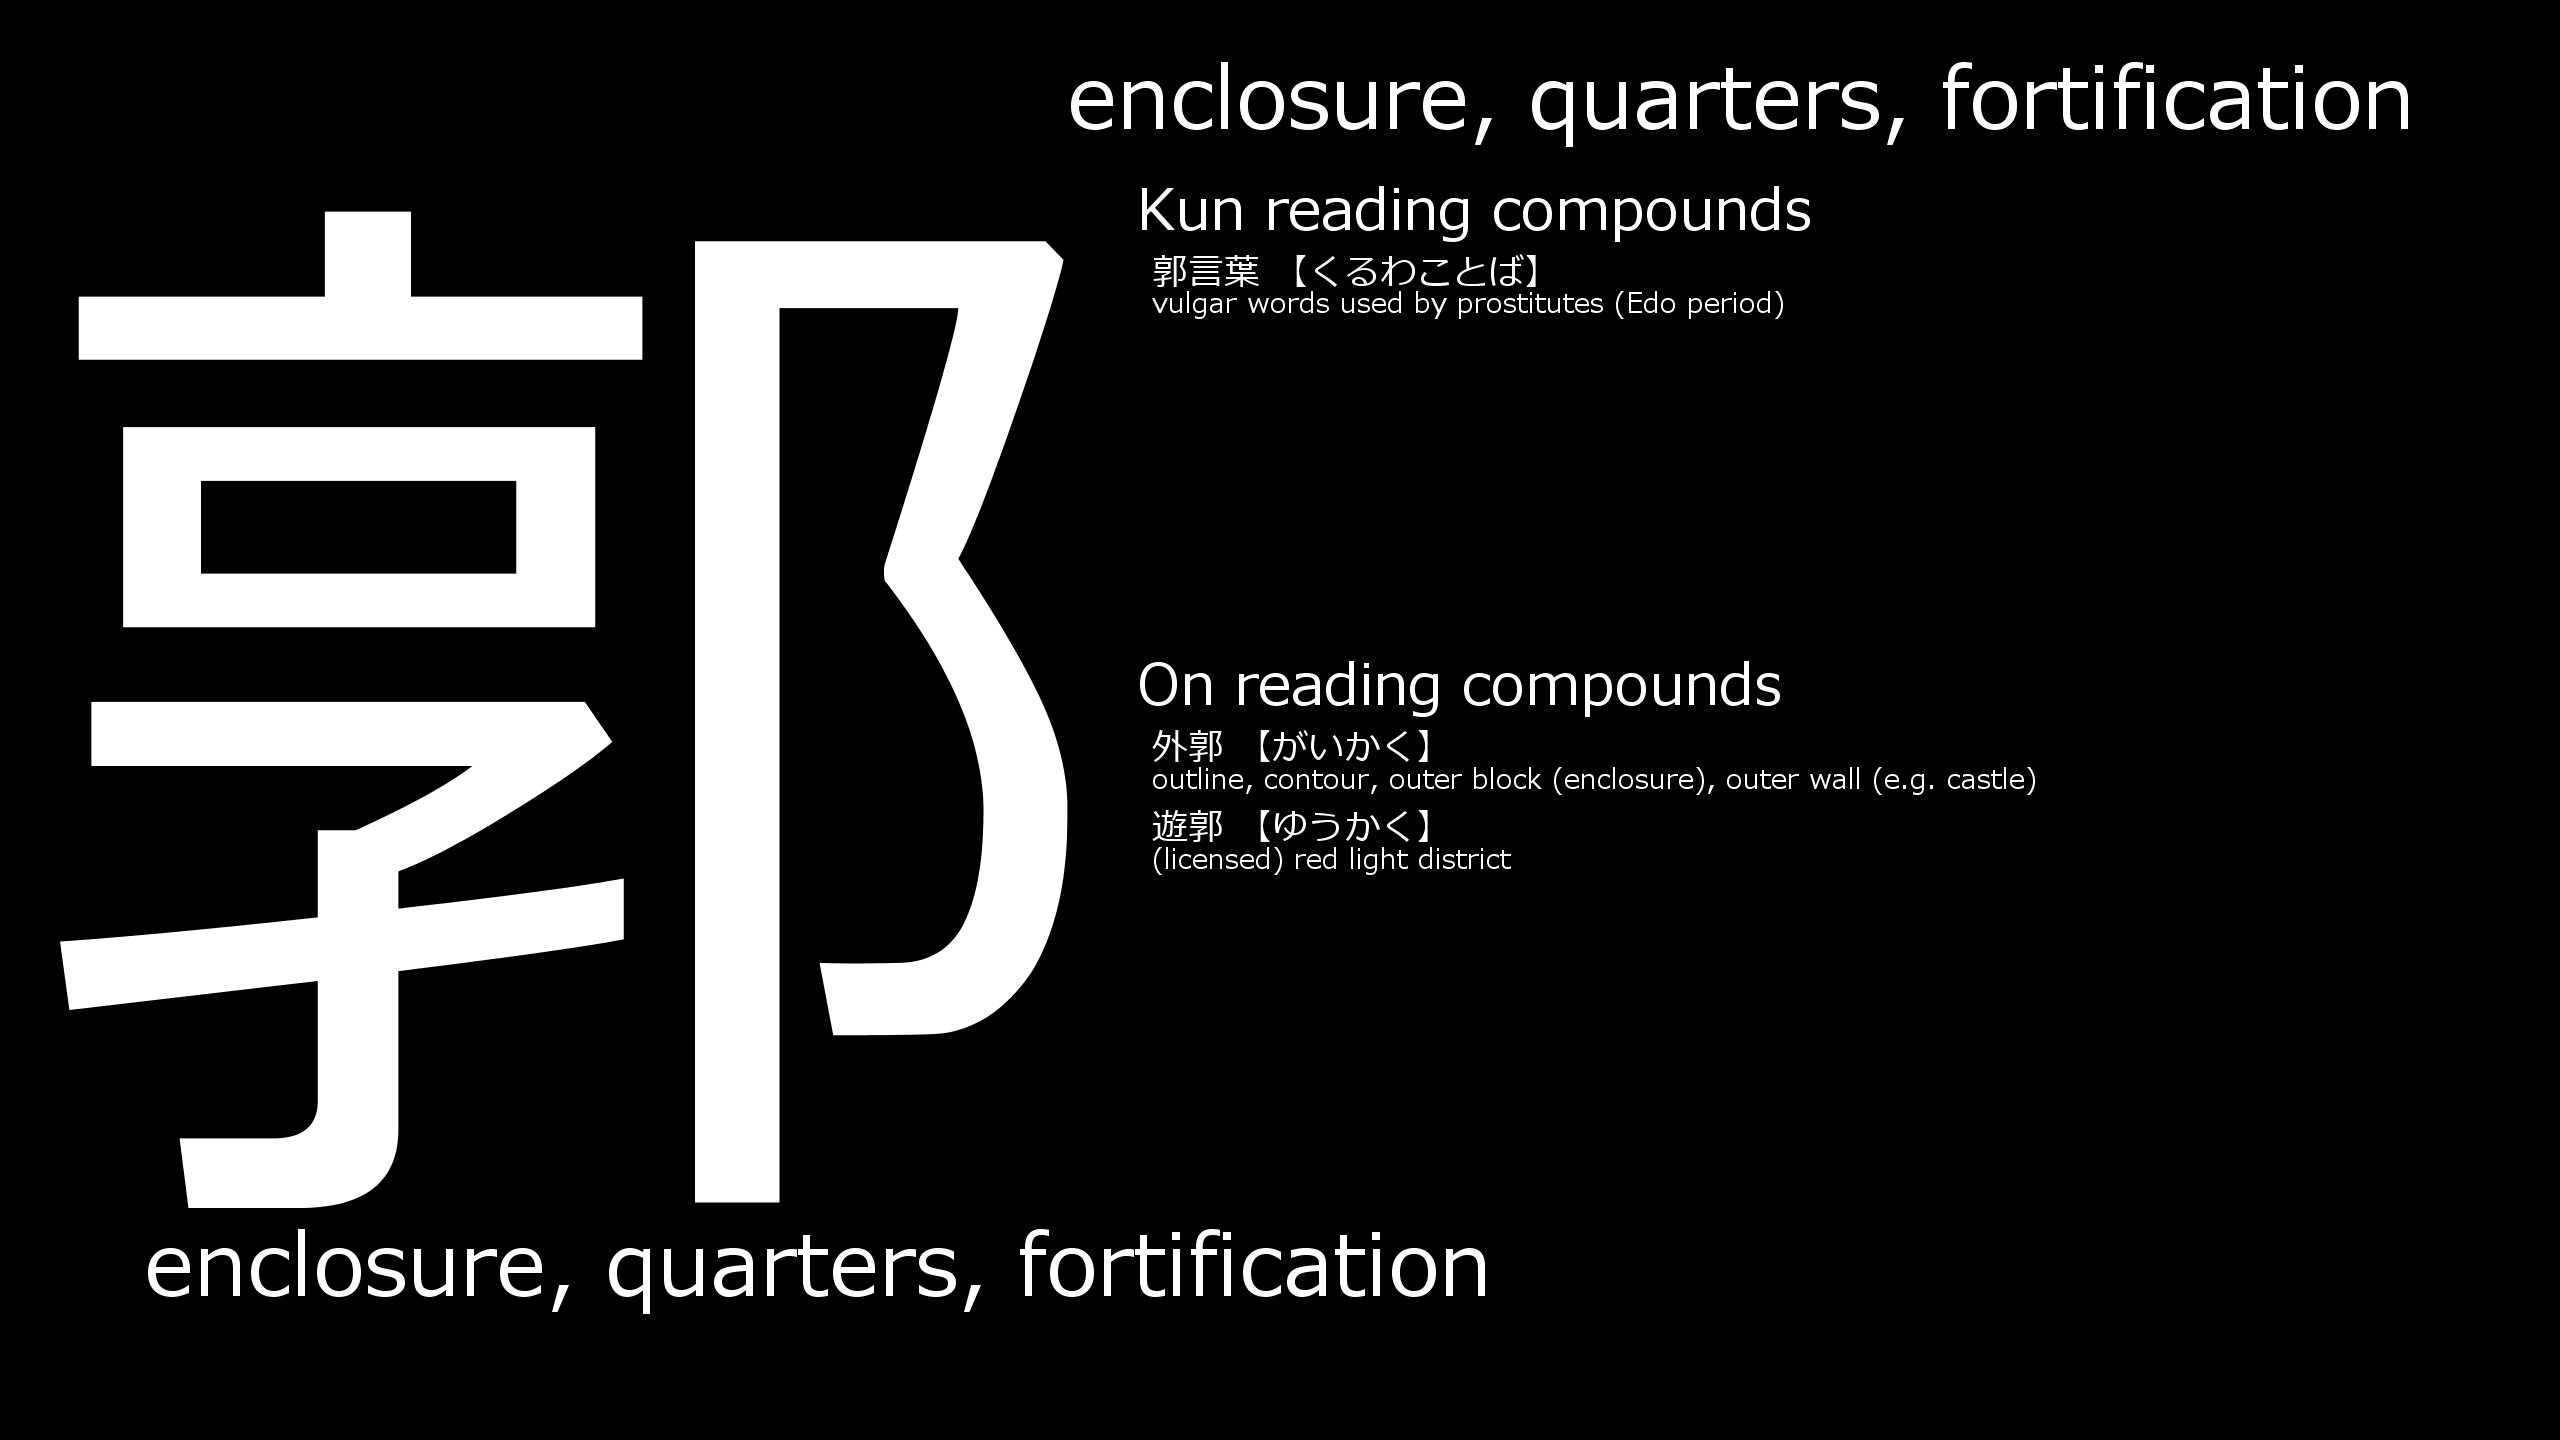 enclosure, quarters, fortification
郭
Kun reading compounds
郭言葉 【くるわことば】
vulgar words used by prostitutes (Edo period)
On reading compounds
外郭 【がいかく】
outline, contour, outer block (enclosure), outer wall (e.g. castle)
遊郭 【ゆうかく】
(licensed) red light district
enclosure, quarters, fortification